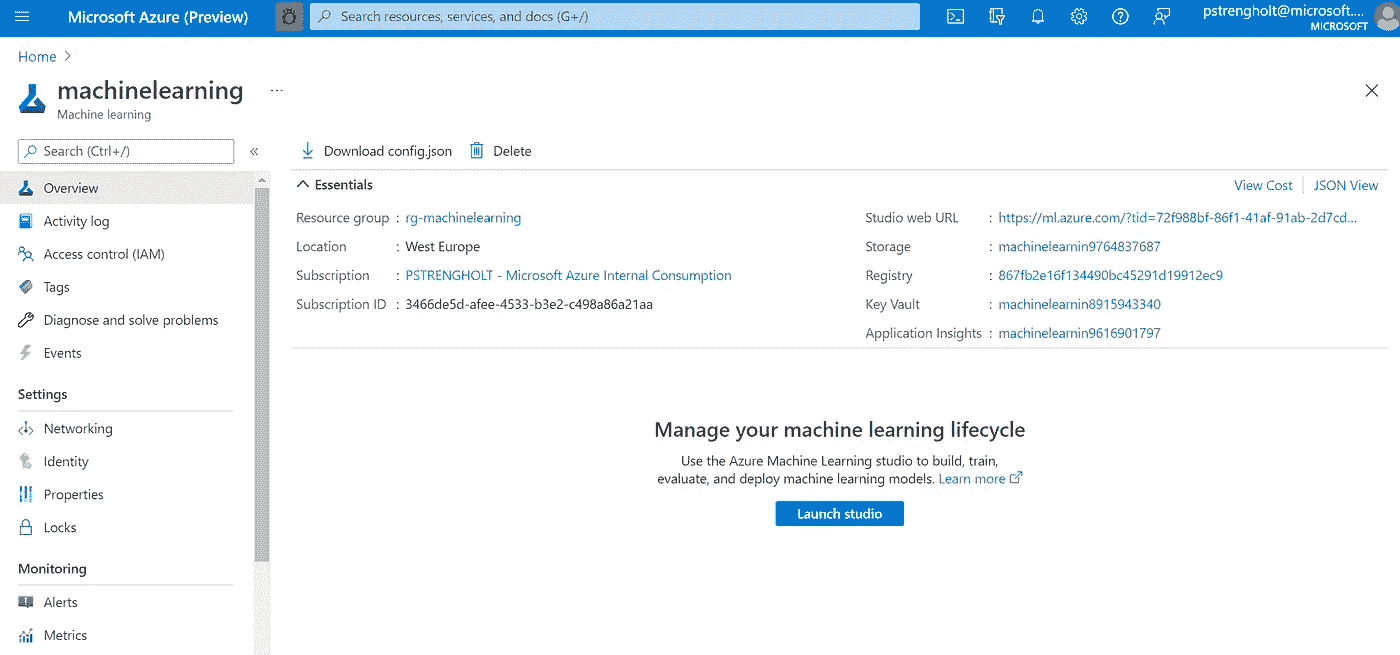 Microsoft Azure (Preview)
Search resources, services, and docs (G+/)
pstrengholt@microsoft....
MICROSOFT
Home
machinelearning ...
Machine learning
Search (Ctrl+/)
«
Download config.json
Delete
Overview
Activity log
Access control (IAM)
Tags
Diagnose and solve problems
Events
Settings
Networking
Identity
Properties
Locks
Monitoring
Alerts
Metrics
Essentials
View Cost
JSON View
Resource group : rg-machinelearning
Location : West Europe
Subscription : PSTRENGHOLT - Microsoft Azure Internal Consumption
Subscription ID : 3466de5d-afee-4533-b3e2-c498a86a21aa
Studio web URL : https://ml.azure.com/?tid=72f988bf-86f1-41af-91ab-2d7cd...
Storage : machinelearnin9764837687
Registry : 867fb2e16f134490bc45291d19912ec9
Key Vault : machinelearnin8915943340
Application Insights : machinelearnin9616901797
Manage your machine learning lifecycle
Use the Azure Machine Learning studio to build, train,
evaluate, and deploy machine learning models. Learn more
Launch studio